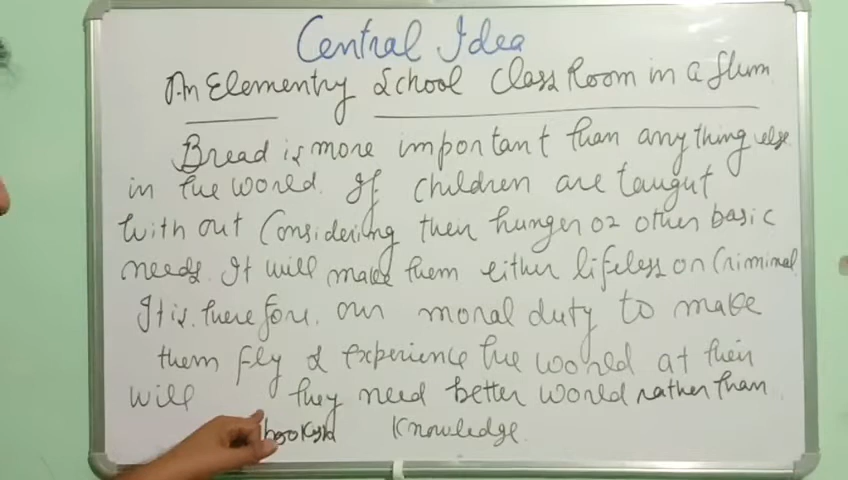 Central Idea
An Elementry School Class Room in a slum
Bread is more important than any thing else
in the world. If children are taught
with out Considering their hunger or other basic
needs. It will make them either lifeless or Criminal
It is. therefore. our moral duty to make
them fly & experience the world at their
will they need better world rather than
knowledge